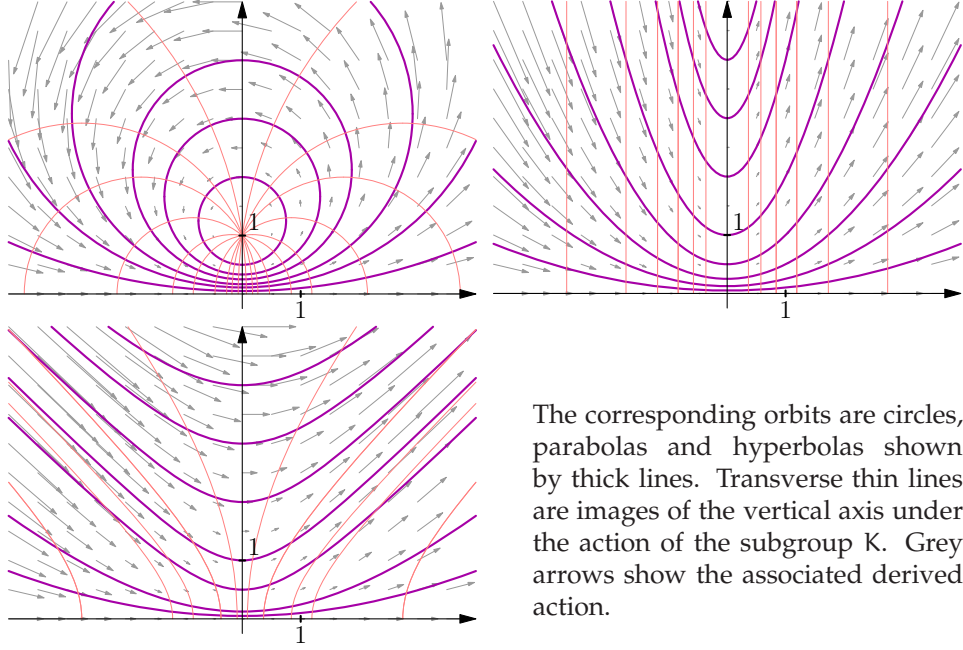 1
1
1
1
1
1
The corresponding orbits are circles,
parabolas and hyperbolas shown
by thick lines. Transverse thin lines
are images of the vertical axis under
the action of the subgroup K. Grey
arrows show the associated derived
action.